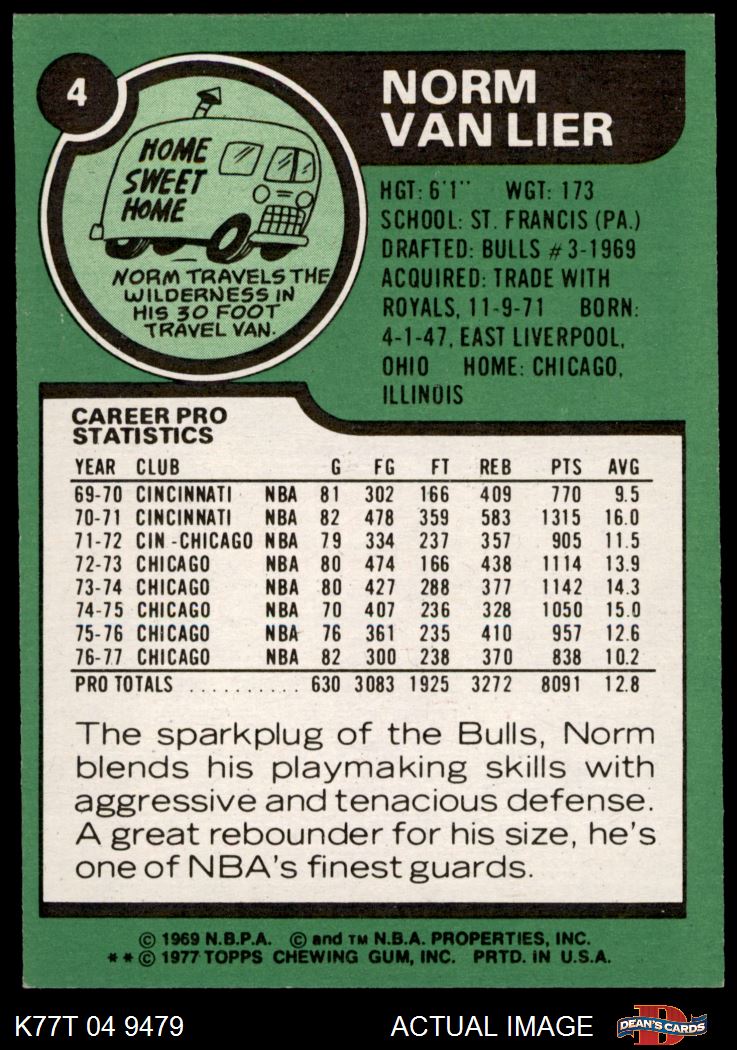 4
NORM
VAN LIER
HOME
SWEET
HOME
NORM TRAVELS THE
WILDERNESS IN
HIS 30 FOOT
TRAVEL VAN.
HGT: 6'1" WGT: 173
SCHOOL: ST. FRANCIS (PA.)
DRAFTED: BULLS #3-1969
ACQUIRED: TRADE WITH
ROYALS, 11-9-71 BORN:
4-1-47, EAST LIVERPOOL,
OHIO HOME: CHICAGO,
ILLINOIS
CAREER PRO
STATISTICS
YEAR CLUB G FG FT REB PTS AVG
69-70 CINCINNATI NBA 81 302 166 409 770 9.5
70-71 CINCINNATI NBA 82 478 359 583 1315 16.0
71-72 CIN-CHICAGO NBA 79 334 237 357 905 11.5
72-73 CHICAGO NBA 80 474 166 438 1114 13.9
73-74 CHICAGO NBA 80 427 288 377 1142 14.3
74-75 CHICAGO NBA 70 407 236 328 1050 15.0
75-76 CHICAGO NBA 76 361 235 410 957 12.6
76-77 CHICAGO NBA 82 300 238 370 838 10.2
PRO TOTALS .......... 630 3083 1925 3272 8091 12.8
The sparkplug of the Bulls, Norm
blends his playmaking skills with
aggressive and tenacious defense.
A great rebounder for his size, he's
one of NBA's finest guards.
© 1969 N.B.P.A. © and TM N.B.A. PROPERTIES, INC.
**© 1977 TOPPS CHEWING GUM, INC. PRTD. IN U.S.A.
K77T 04 9479 ACTUAL IMAGE D DEAN'S CARDS